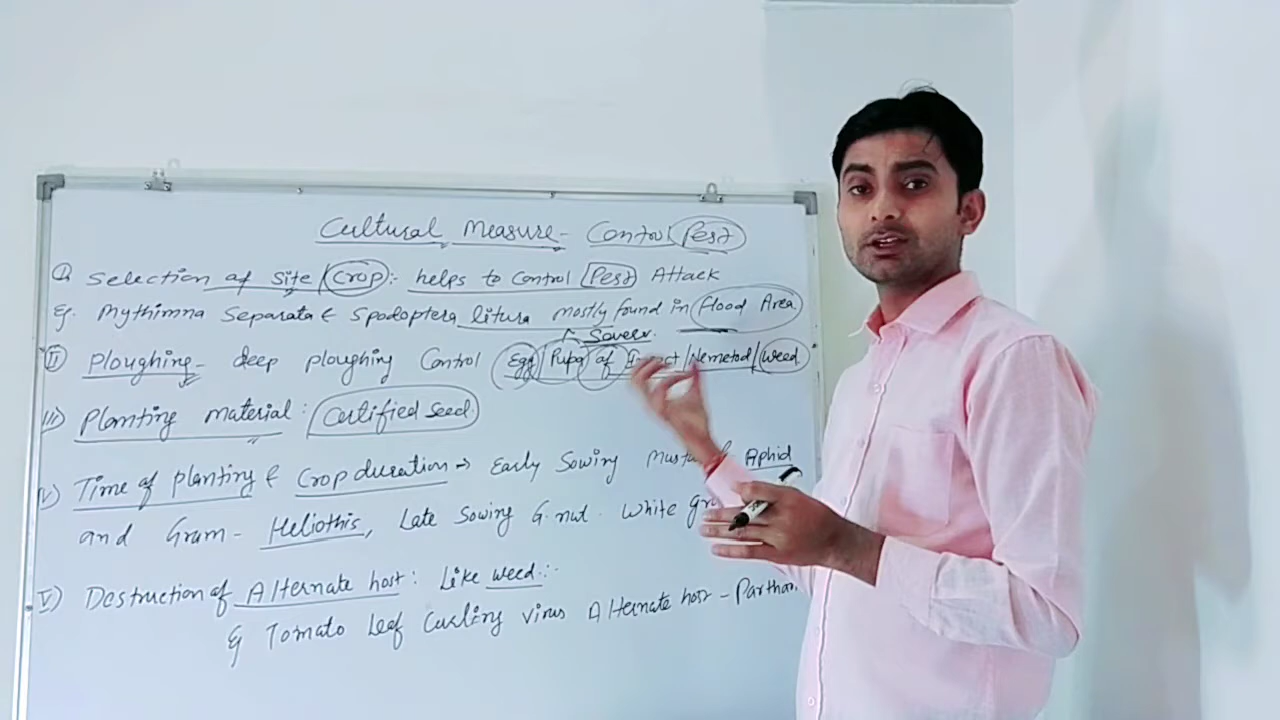 Cultural Measure - Control Pest
I) Selection of Site/Crop: helps to Control Pest Attack
Eg. Mythimna Separata & Spodoptera litura mostly found in flood Area
II) Ploughing - deep ploughing Control Egg/Pupa of Insect/Nemetod/Weed
III) Planting material: Certified Seed
IV) Time of planting & Crop duration → Early Sowing Aphid
and Gram - Heliothis, Late Sowing G.nut. White
V) Destruction of Alternate host: Like weed:-
Eg Tomato Leaf Curling virus Alternate host -